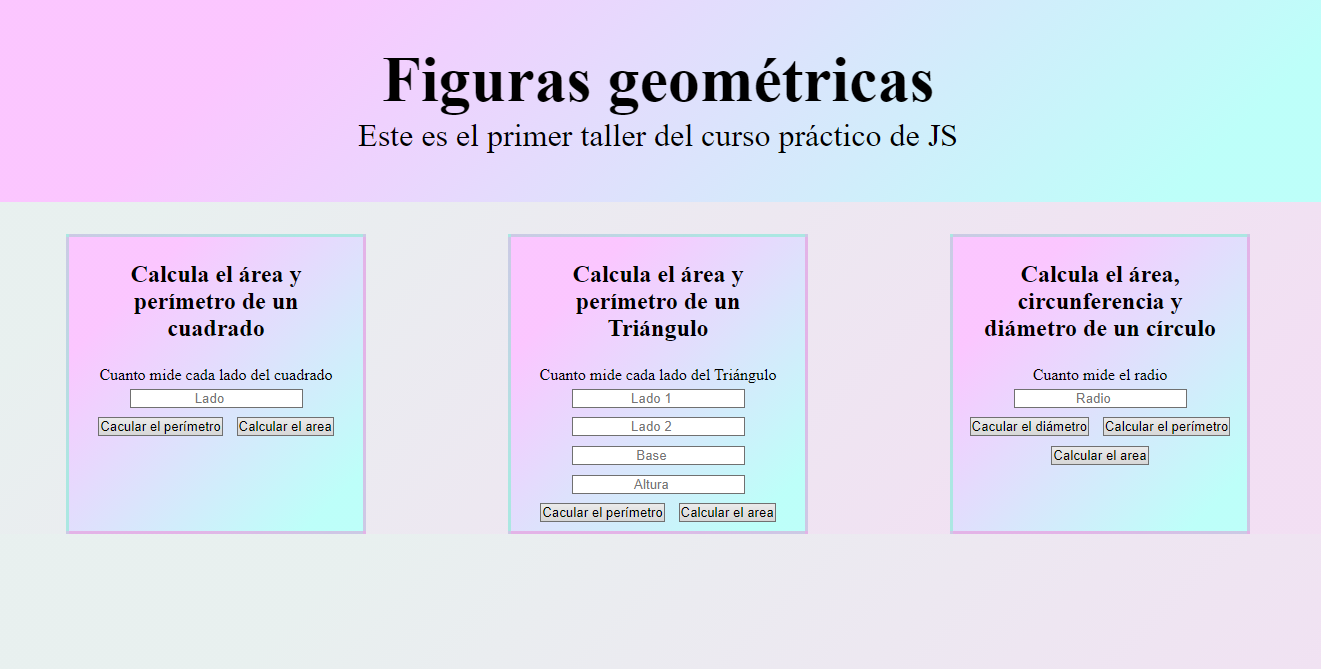 Figuras geométricas
Este es el primer taller del curso práctico de JS
Calcula el área y
perímetro de un
cuadrado
Cuanto mide cada lado del cuadrado
Lado
Cacular el perímetro Calcular el area
Calcula el área y
perímetro de un
Triángulo
Cuanto mide cada lado del Triángulo
Lado 1
Lado 2
Base
Altura
Cacular el perímetro Calcular el area
Calcula el área,
circunferencia y
diámetro de un círculo
Cuanto mide el radio
Radio
Cacular el diámetro Calcular el perímetro
Calcular el area